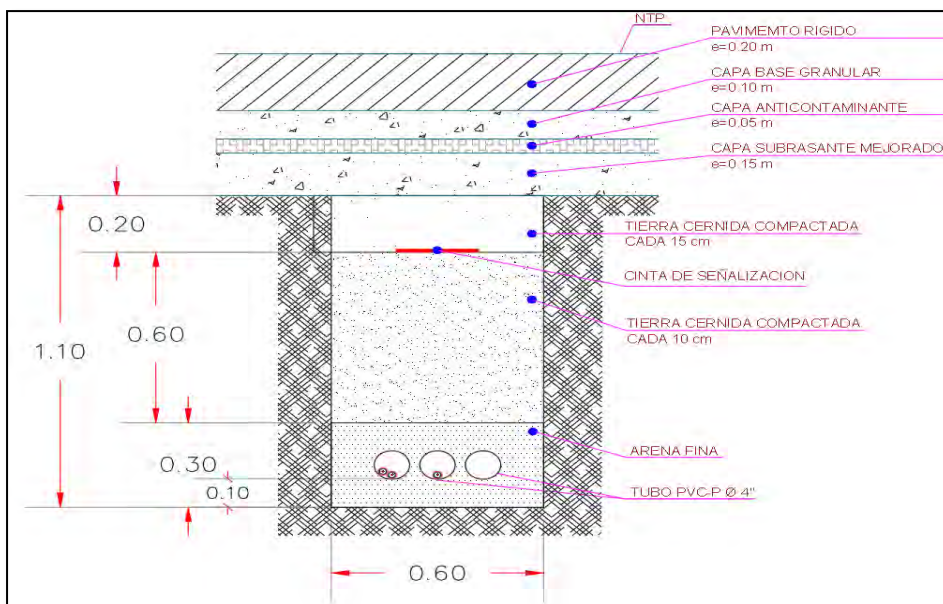 NTP
PAVIMEMTO RIGIDO
e=0.20 m
CAPA BASE GRANULAR
e=0.10 m
CAPA ANTICONTAMINANTE
e=0.05 m
CAPA SUBRASANTE MEJORADO
e=0.15 m
0.20
TIERRA CERNIDA COMPACTADA
CADA 15 cm
CINTA DE SEÑALIZACION
0.60
TIERRA CERNIDA COMPACTADA
CADA 10 cm
1.10
ARENA FINA
0.30
0.10
TUBO PVC-P Ø 4"
0.60